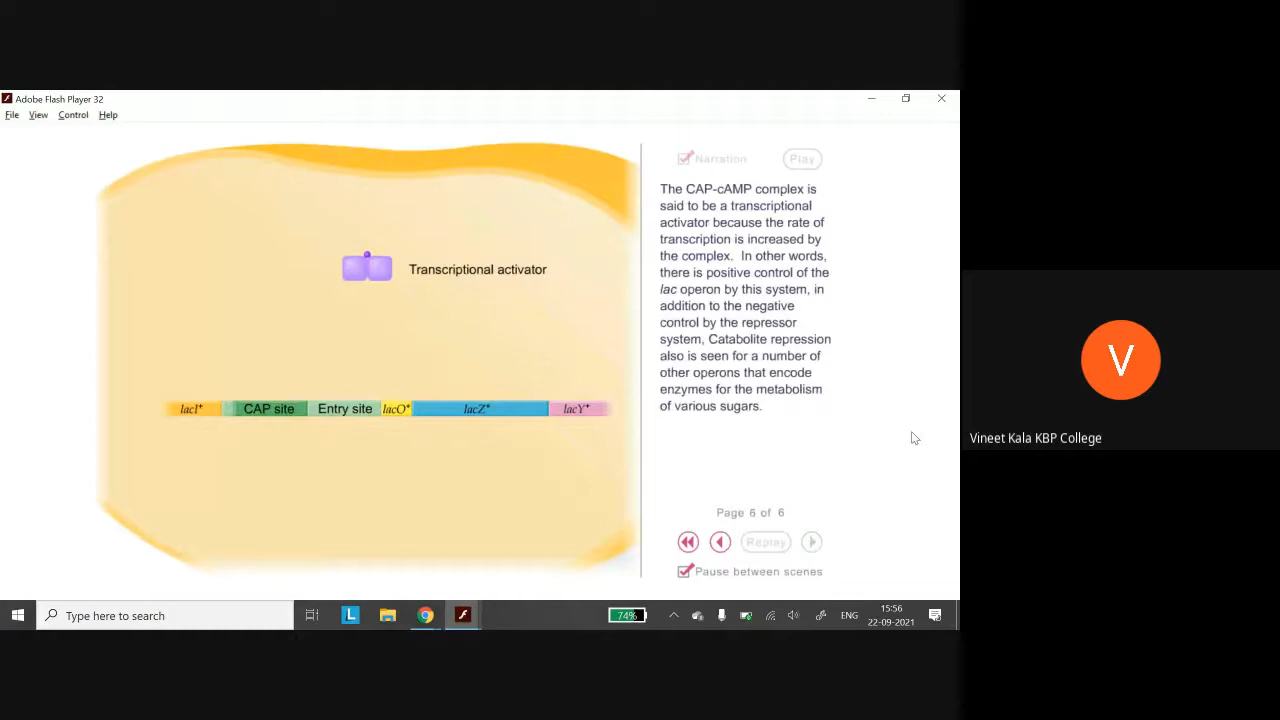 Adobe Flash Player 32
File View Control Help
Narration Play
The CAP-cAMP complex is
said to be a transcriptional
activator because the rate of
transcription is increased by
the complex. In other words,
there is positive control of the
lac operon by this system, in
addition to the negative
control by the repressor
system, Catabolite repression
also is seen for a number of
other operons that encode
enzymes for the metabolism
of various sugars.
Transcriptional activator
lacI+ CAP site Entry site lacO+ lacZ+ lacY+
V
Vineet Kala KBP College
Page 6 of 6
Replay
Pause between scenes
Type here to search
L
74%
ENG
15:56
22-09-2021